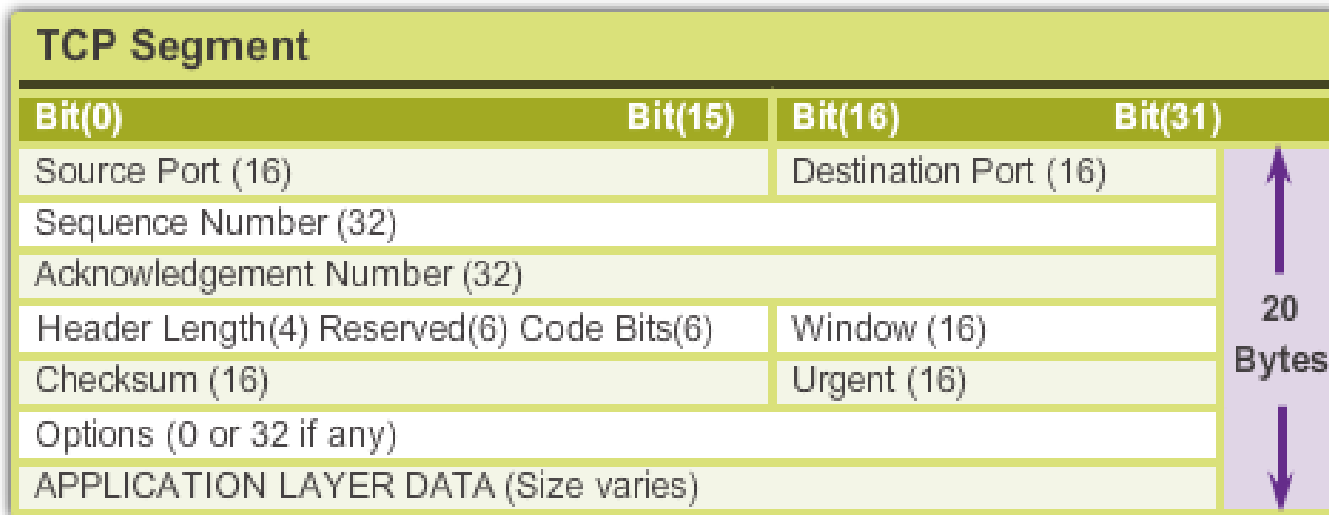 TCP Segment
Bit(0) Bit(15) Bit(16) Bit(31)
Source Port (16) Destination Port (16)
Sequence Number (32)
Acknowledgement Number (32)
Header Length(4) Reserved(6) Code Bits(6) Window (16)
Checksum (16) Urgent (16)
Options (0 or 32 if any)
APPLICATION LAYER DATA (Size varies)
20
Bytes